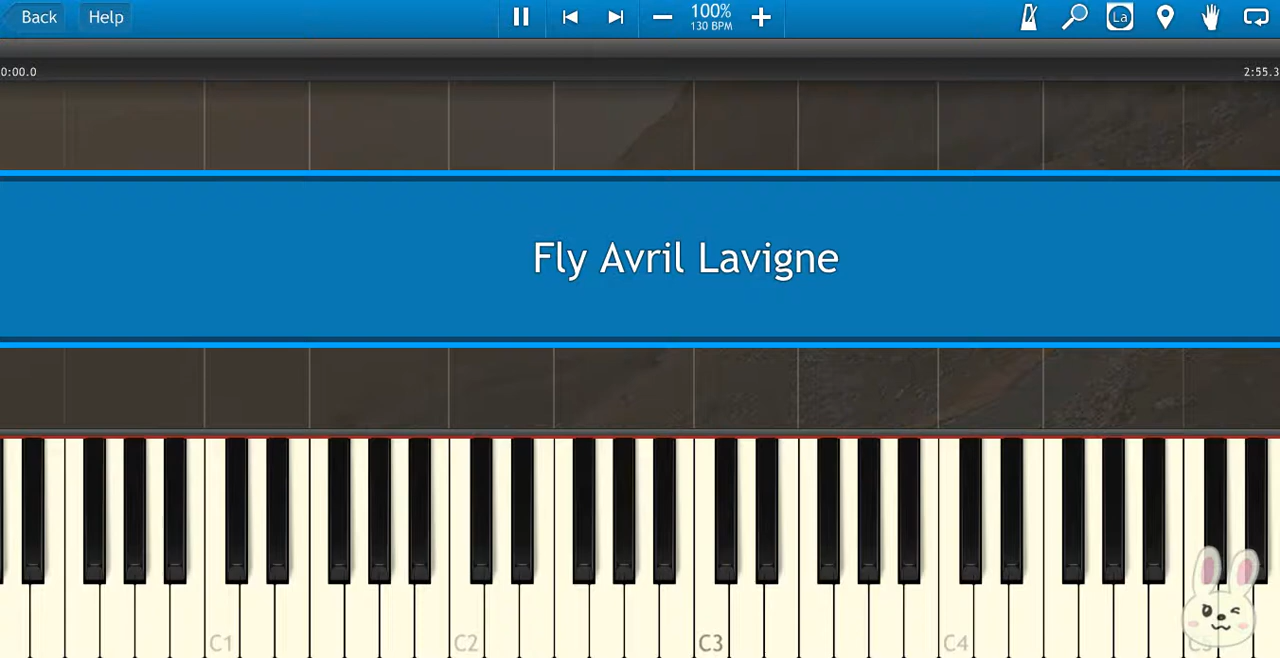 Back Help 100% La
130 BPM
0:00.0 2:55.3
Fly Avril Lavigne
C1 C2 C3 C4 C5